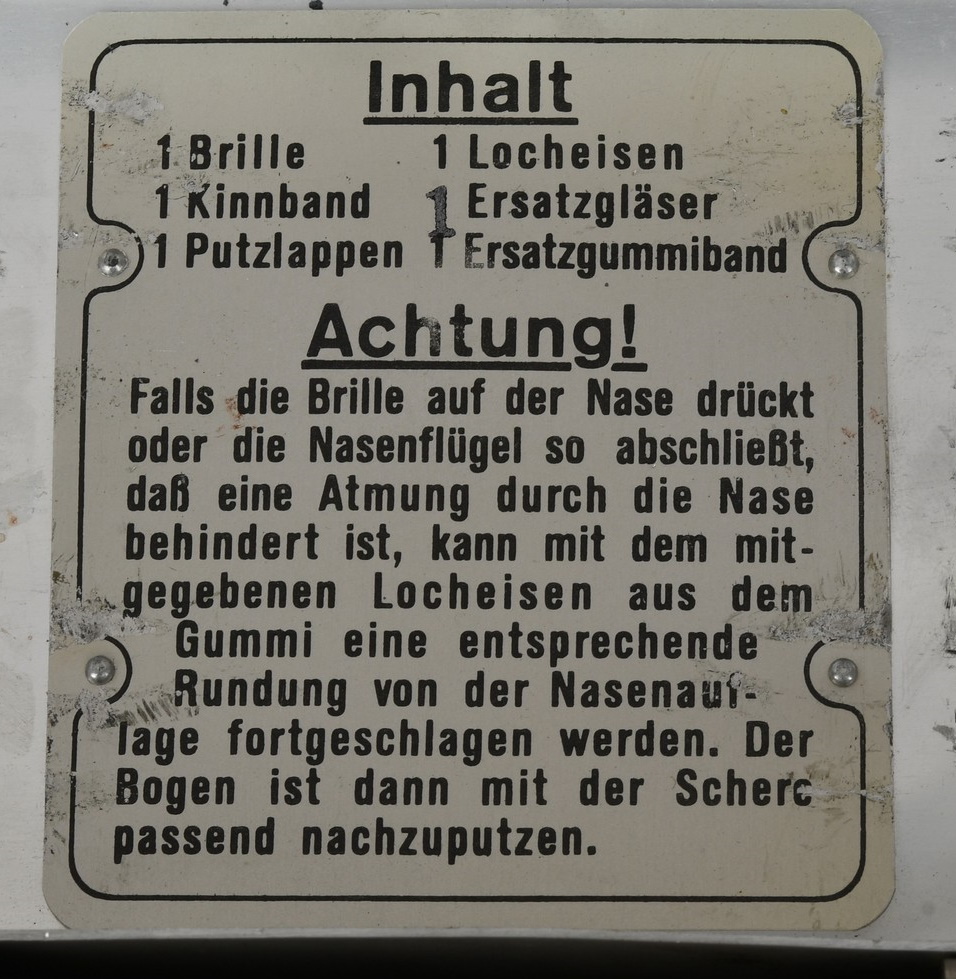 Inhalt
1 Brille 1 Locheisen
1 Kinnband 1 Ersatzgläser
1 Putzlappen 1 Ersatzgummiband
Achtung!
Falls die Brille auf der Nase drückt
oder die Nasenflügel so abschließt,
daß eine Atmung durch die Nase
behindert ist, kann mit dem mit-
gegebenen Locheisen aus dem
Gummi eine entsprechende
Rundung von der Nasenauf-
lage fortgeschlagen werden. Der
Bogen ist dann mit der Schere
passend nachzuputzen.